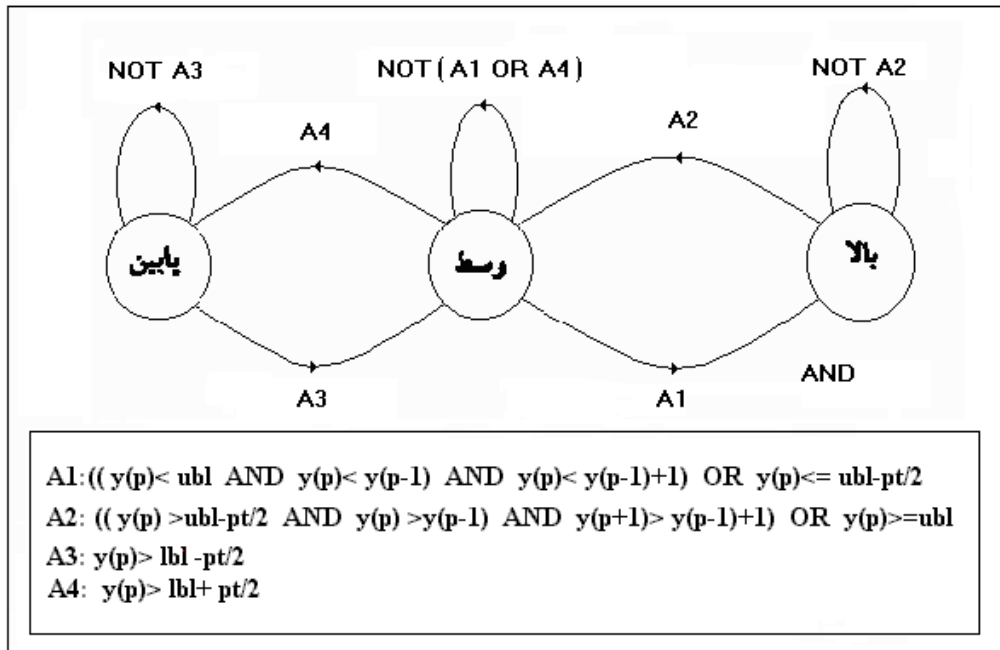 NOT A3
NOT(A1 OR A4)
NOT A2
A4
A2
پایین
وسط
بالا
A3
A1
AND
A1:(( y(p)< ubl AND y(p)< y(p-1) AND y(p)< y(p-1)+1) OR y(p)<= ubl-pt/2
A2: (( y(p) >ubl-pt/2 AND y(p) >y(p-1) AND y(p+1)> y(p-1)+1) OR y(p)>=ubl
A3: y(p)> lbl -pt/2
A4: y(p)> lbl+ pt/2